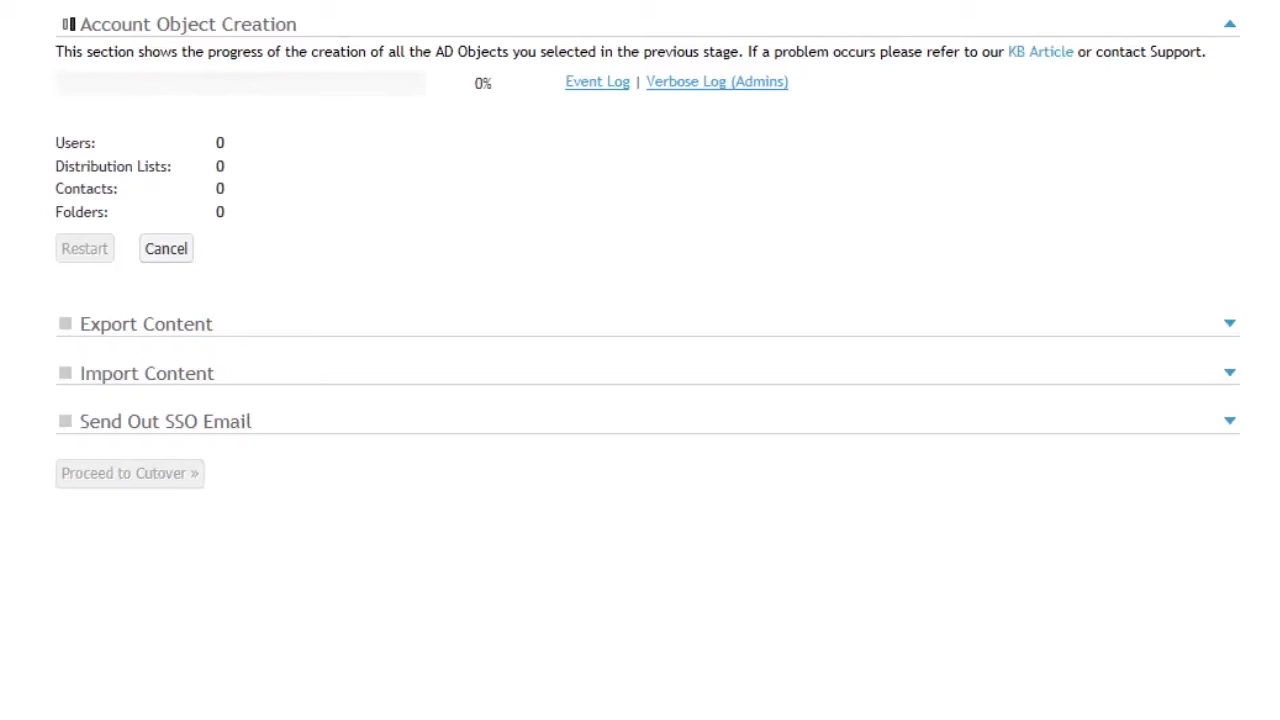 Account Object Creation
This section shows the progress of the creation of all the AD Objects you selected in the previous stage. If a problem occurs please refer to our KB Article or contact Support.
0% Event Log | Verbose Log (Admins)
Users: 0
Distribution Lists: 0
Contacts: 0
Folders: 0
Restart Cancel
Export Content
Import Content
Send Out SSO Email
Proceed to Cutover »